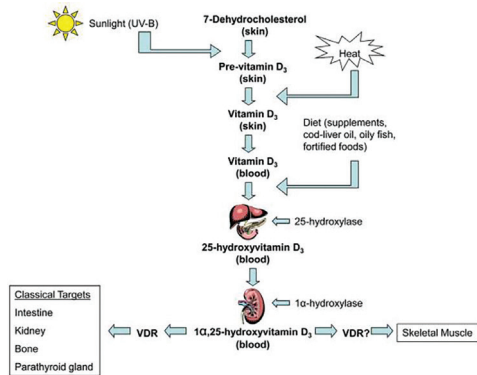 Sunlight (UV-B)
7-Dehydrocholesterol
(skin)
Heat
Pre-vitamin D3
(skin)
Vitamin D3
(skin)
Diet (supplements,
cod-liver oil, oily fish,
fortified foods)
Vitamin D3
(blood)
25-hydroxylase
25-hydroxyvitamin D3
(blood)
1α-hydroxylase
Classical Targets
Intestine
Kidney
Bone
Parathyroid gland
VDR
1α,25-hydroxyvitamin D3
(blood)
VDR?
Skeletal Muscle